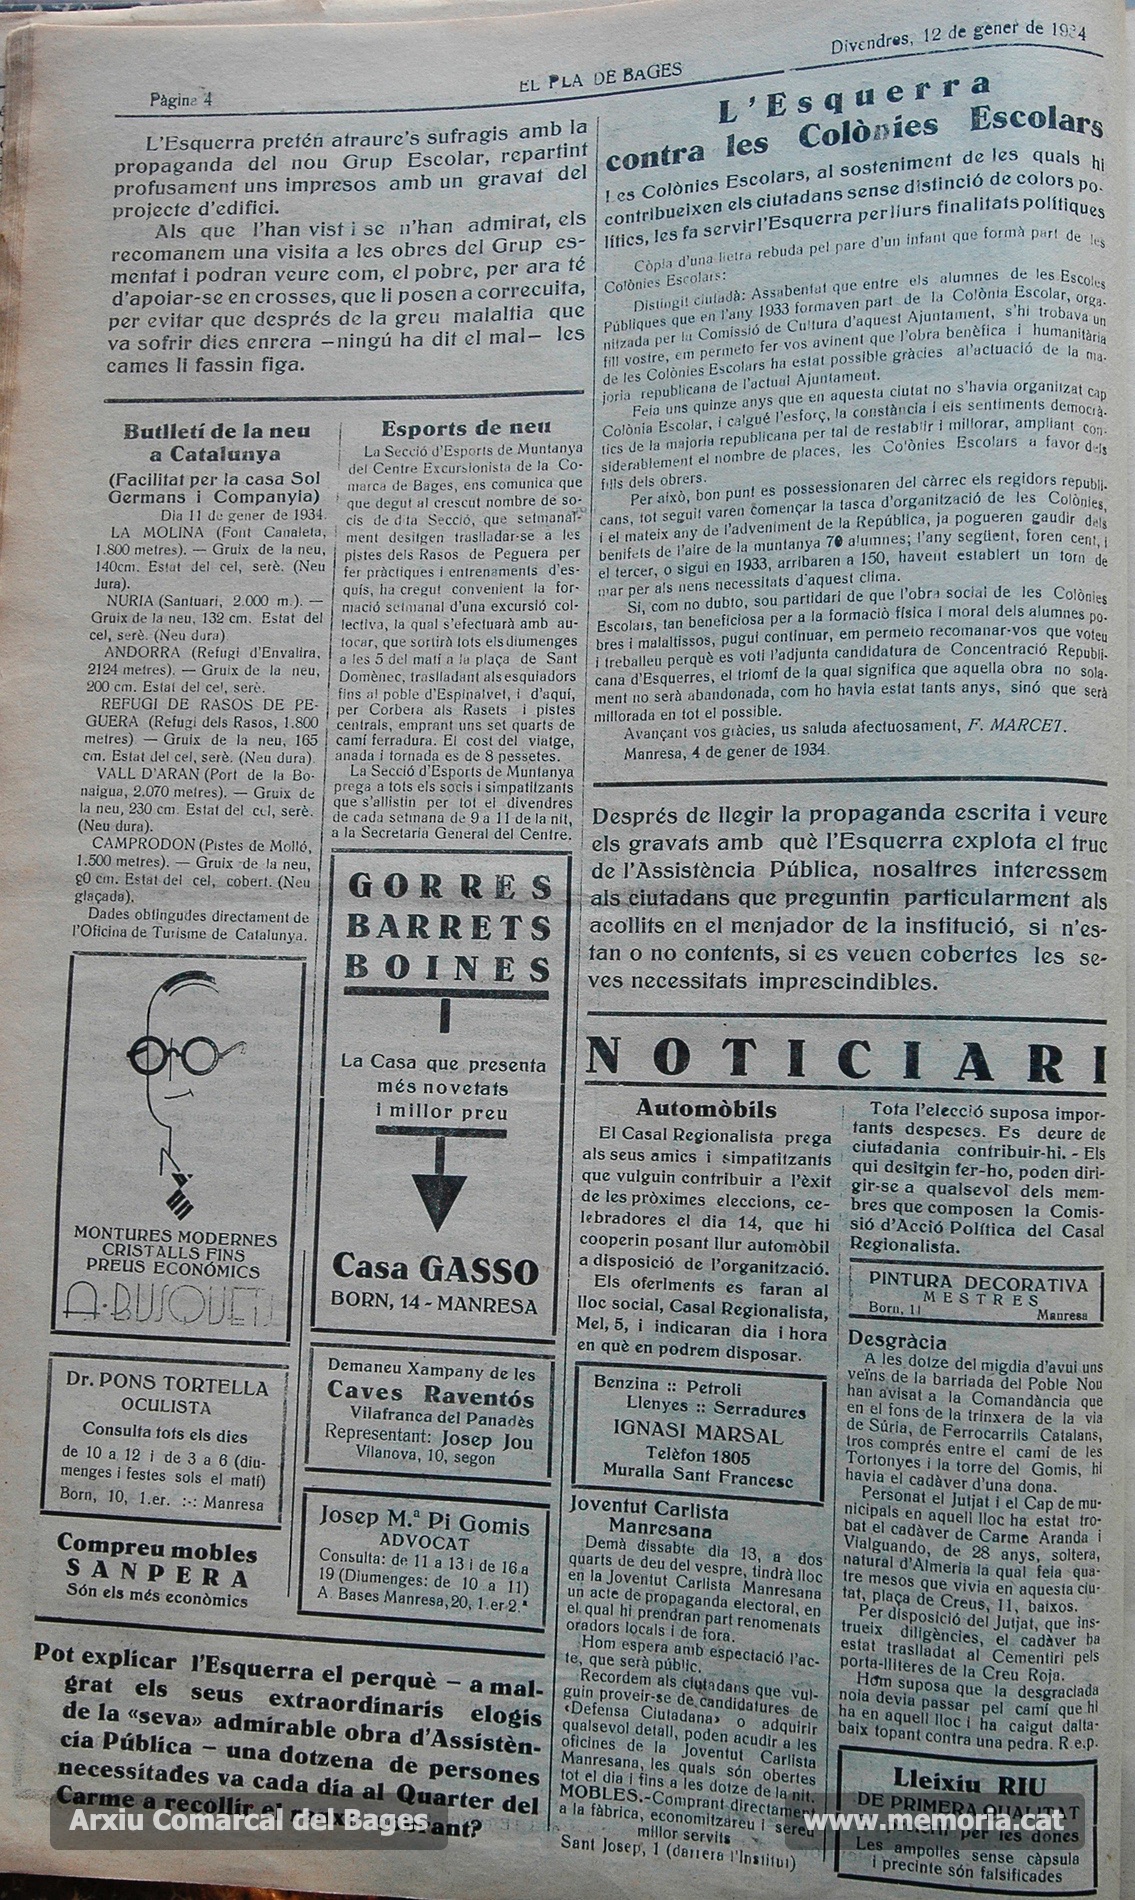 Pàgina 4
EL PLA DE BAGES
Divendres, 12 de gener de 1934
L'Esquerra pretén atraure's sufragis amb la
propaganda del nou Grup Escolar, repartint
profusament uns impresos amb un gravat del
projecte d'edifici.
Als que l'han vist i se n'han admirat, els
recomanem una visita a les obres del Grup es-
mentat i podran veure com, el pobre, per ara té
d'apoiar-se en crosses, que li posen a correcuita,
per evitar que després de la greu malaltia que
va sofrir dies enrera —ningú ha dit el mal— les
cames li fassin figa.
Butlletí de la neu
a Catalunya
(Facilitat per la casa Sol
Germans i Companyia)
Dia 11 de gener de 1934.
LA MOLINA (Font Canaleta,
1.800 metres). — Gruix de la neu,
140cm. Estat del cel, serè. (Neu
dura).
NURIA (Santuari, 2.000 m.). —
Gruix de la neu, 132 cm. Estat del
cel, serè. (Neu dura)
ANDORRA (Refugi d'Envalira,
2124 metres). — Gruix de la neu,
200 cm. Estat del cel, serè.
REFUGI DE RASOS DE PE-
GUERA (Refugi dels Rasos, 1.800
metres) — Gruix de la neu, 165
cm. Estat del cel, serè. (Neu dura)
VALL D'ARAN (Port de la Bo-
naigua, 2.070 metres). — Gruix de
la neu, 230 cm. Estat del cel, serè.
(Neu dura).
CAMPRODON (Pistes de Molló,
1.500 metres). — Gruix de la neu,
90 cm. Estat del cel, cobert. (Neu
glaçada).
Dades obtingudes directament de
l'Oficina de Turisme de Catalunya.
MONTURES MODERNES
CRISTALLS FINS
PREUS ECONÓMICS
A. BUSQUETS
Dr. PONS TORTELLA
OCULISTA
Consulta tots els dies
de 10 a 12 i de 3 a 6 (diu-
menges i festes sols el matí)
Born, 10, 1.er. :-: Manresa
Compreu mobles
SANPERA
Són els més econòmics
Esports de neu
La Secció d'Esports de Muntanya
del Centre Excursionista de la Co-
marca de Bages, ens comunica que
que degut al crescut nombre de so-
cis de dita Secció, que setmanal-
ment desitgen traslladar-se a les
pistes dels Rasos de Peguera per
fer pràctiques i entrenaments d'es-
quís, ha cregut convenient la for-
mació setmanal d'una excursió col-
lectiva, la qual s'efectuarà amb au-
tocar, que sortirà tots els diumenges
a les 5 del matí a la plaça de Sant
Domènec, traslladant als esquiadors
fins al poble d'Espinalvet, i d'aquí,
per Corbera als Rasets i pistes
centrals, emprant uns set quarts de
camí ferradura. El cost del viatge,
anada i tornada es de 8 pessetes.
La Secció d'Esports de Muntanya
prega a tots els socis i simpatitzants
que s'allistin per tot el divendres
de cada setmana de 9 a 11 de la nit,
a la Secretaria General del Centre.
GORRES
BARRETS
BOINES
La Casa que presenta
més novetats
i millor preu
Casa GASSO
BORN, 14 - MANRESA
Demaneu Xampany de les
Caves Raventós
Vilafranca del Panadès
Representant: Josep Jou
Vilanova, 10, segon
Josep M.ª Pi Gomis
ADVOCAT
Consulta: de 11 a 13 i de 16 a
19 (Diumenges: de 10 a 11)
A. Bases Manresa, 20, 1.er 2.ª
Pot explicar l'Esquerra el perquè — a mal-
grat els seus extraordinaris elogis
de la «seva» admirable obra d'Assistèn-
cia Pública — una dotzena de persones
necessitades va cada día al Quarter del
Carme a recollir el
L'Esquerra
contra les Colònies Escolars
Les Colònies Escolars, al sosteniment de les quals hi
contribueixen els ciutadans sense distinció de colors po-
lítics, les fa servir l'Esquerra per llurs finalitats polítiques
Còpia d'una lletra rebuda pel pare d'un infant que formà part de les
Colònies Escolars:
Distingit ciutadà: Assabentat que entre els alumnes de les Escoles
Públiques que en l'any 1933 formaven part de la Colònia Escolar, orga-
nitzada per la Comissió de Cultura d'aquest Ajuntament, s'hi trobava un
fill vostre, em permeto fer vos avinent que l'obra benèfica i humanitària
de les Colònies Escolars ha estat possible gràcies al'actuació de la ma-
joria republicana de l'actual Ajuntament.
Feia uns quinze anys que en aquesta ciutat no s'havia organitzat cap
Colònia Escolar, i calgué l'esforç, la constància i els sentiments democrà-
tics de la majoria republicana per tal de restablir i millorar, ampliant con-
siderablement el nombre de places, les Colònies Escolars a favor dels
fills dels obrers.
Per això, bon punt es possessionaren del càrrec els regidors republi-
cans, tot seguit varen començar la tasca d'organització de les Colònies,
i el mateix any de l'adveniment de la República, ja pogueren gaudir dels
benifets de l'aire de la muntanya 70 alumnes; l'any següent, foren cent, i
el tercer, o sigui en 1933, arribaren a 150, havent establert un torn de
mar per als nens necessitats d'aquest clima.
Si, com no dubto, sou partidari de que l'obra social de les Colònies
Escolars, tan beneficiosa per a la formació física i moral dels alumnes po-
bres i malaltissos, pugui continuar, em permeto recomanar-vos que voteu
i treballeu perquè es voti l'adjunta candidatura de Concentració Republi-
cana d'Esquerres, el triomf de la qual significa que aquella obra no sola-
ment no serà abandonada, com ho havia estat tants anys, sinó que serà
millorada en tot el possible.
Avançant vos gràcies, us saluda afectuosament, F. MARCET.
Manresa, 4 de gener de 1934.
Després de llegir la propaganda escrita i veure
els gravats amb què l'Esquerra explota el truc
de l'Assistència Pública, nosaltres interessem
als ciutadans que preguntin particularment als
acollits en el menjador de la institució, si n'es-
tan o no contents, si es veuen cobertes les se-
ves necessitats imprescindibles.
NOTICIARI
Automòbils
El Casal Regionalista prega
als seus amics i simpatitzants
que vulguin contribuir a l'èxit
de les pròximes eleccions, ce-
lebradores el dia 14, que hi
cooperin posant llur automòbil
a disposició de l'organització.
Els oferiments es faran al
lloc social, Casal Regionalista,
Mel, 5, i indicaran dia i hora
en què en podrem disposar.
Benzina :: Petroli
Llenyes :: Serradures
IGNASI MARSAL
Telèfon 1805
Muralla Sant Francesc
Joventut Carlista
Manresana
Demà dissabte dia 13, a dos
quarts de deu del vespre, tindrà lloc
en la Joventut Carlista Manresana
un acte de propaganda electoral, en
el qual hi prendran part renomenats
oradors locals i de fora.
Hom espera amb espectació l'ac-
te, que serà públic.
Recordem als ciutadans que vul-
guin proveir-se de candidatures de
«Defensa Ciutadana» o adquirir
qualsevol detall, poden acudir a les
oficines de la Joventut Carlista
Manresana, les quals són obertes
tot el dia i fins a les dotze de la nit.
MOBLES.-Comprant directament
a la fàbrica, economitzareu i sereu
millor servits
Sant Josep, 1 (darrera l'Institut)
Tota l'elecció suposa impor-
tants despeses. Es deure de
ciutadania contribuir-hi. - Els
qui desitgin fer-ho, poden diri-
gir-se a qualsevol dels mem-
bres que composen la Comis-
sió d'Acció Política del Casal
Regionalista.
PINTURA DECORATIVA
MESTRES
Born, 11 Manresa
Desgràcia
A les dotze del migdia d'avui uns
veïns de la barriada del Poble Nou
han avisat a la Comandància que
en el fons de la trinxera de la via
de Súria, de Ferrocarrils Catalans,
tros comprés entre el camí de les
Tortonyes i la torre del Gomis, hi
havia el cadàver d'una dona.
Personat el Jutjat i el Cap de mu-
nicipals en aquell lloc ha estat tro-
bat el cadàver de Carme Aranda i
Vialguando, de 28 anys, soltera,
natural d'Almeria la qual feia qua-
tre mesos que vivia en aquesta ciu-
tat, plaça de Creus, 11, baixos.
Per disposició del Jutjat, que ins-
trueix diligències, el cadàver ha
estat traslladat al Cementiri pels
porta-lliteres de la Creu Roja.
Hom suposa que la desgraciada
noia devia passar pel camí que hi
ha en aquell lloc i ha caigut dalta-
baix topant contra una pedra. R.e.p.
Lleixiu RIU
DE PRIMERA QUALITAT
per les dones
Les ampolles sense càpsula
i precinte són falsificades
Arxiu Comarcal del Bages
www.memoria.cat